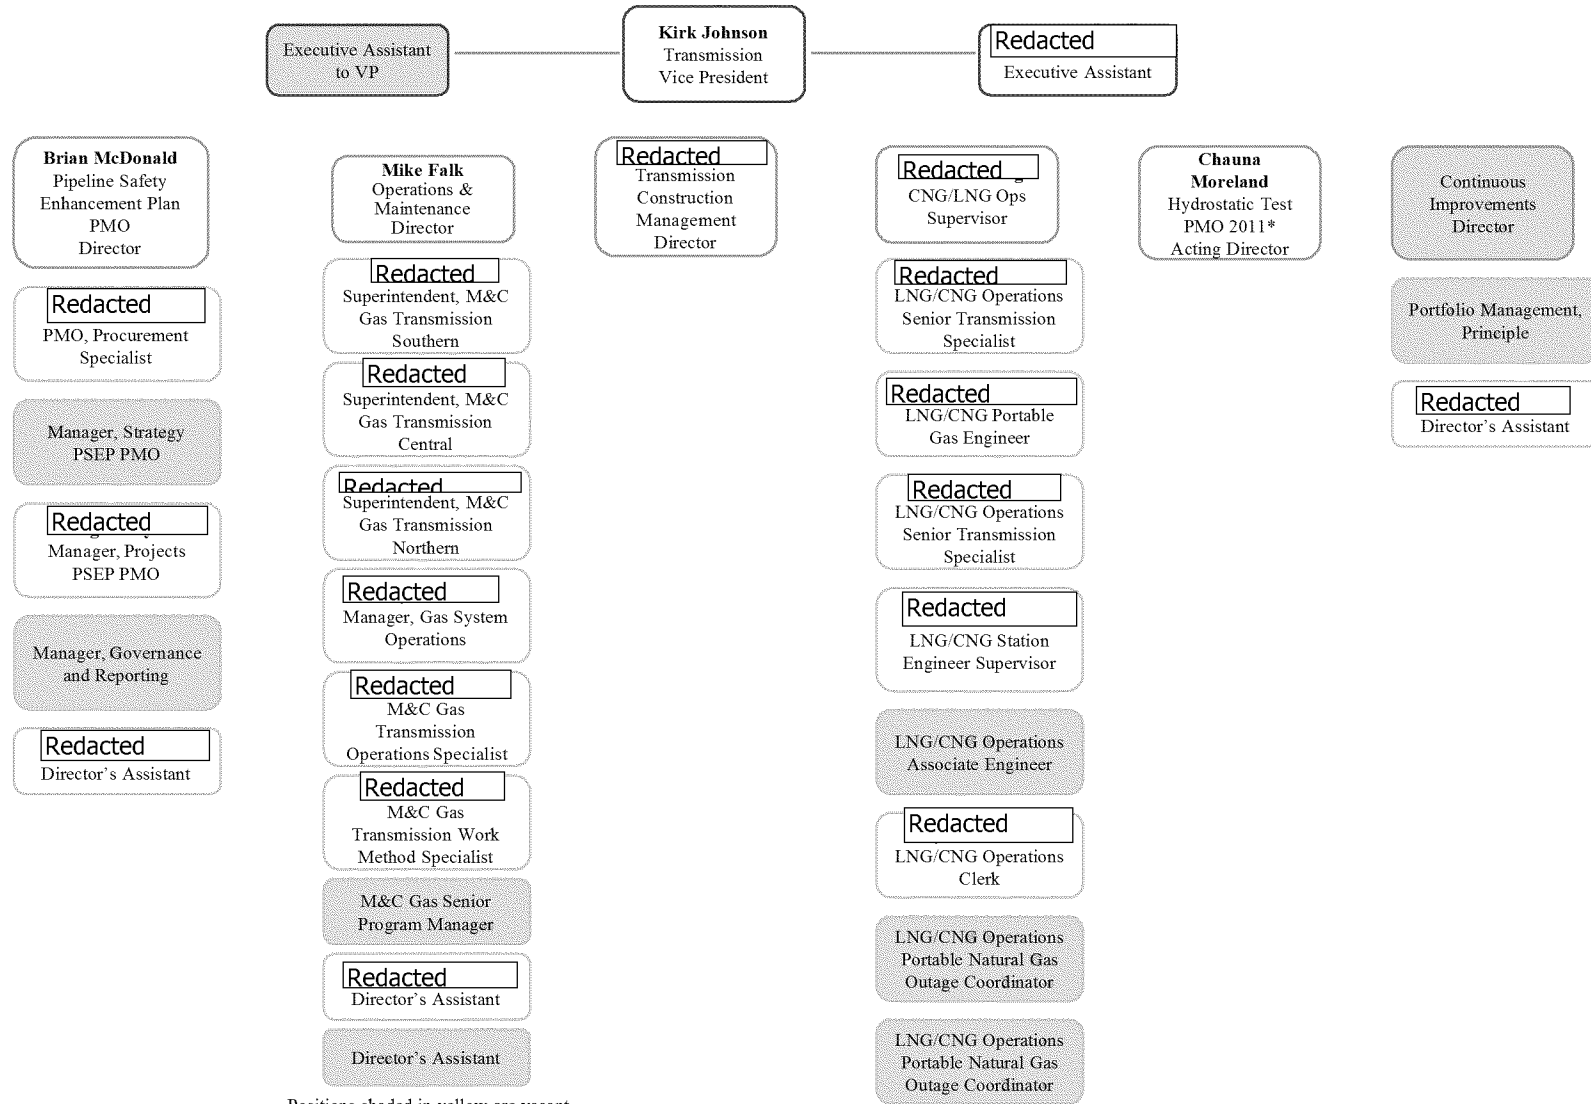 Executive Assistant
to VP
Kirk Johnson
Transmission
Vice President
Redacted
Executive Assistant
Brian McDonald
Pipeline Safety
Enhancement Plan
PMO
Director
Redacted
PMO, Procurement
Specialist
Manager, Strategy
PSEP PMO
Redacted
Manager, Projects
PSEP PMO
Manager, Governance
and Reporting
Redacted
Director's Assistant
Mike Falk
Operations &
Maintenance
Director
Redacted
Superintendent, M&C
Gas Transmission
Southern
Redacted
Superintendent, M&C
Gas Transmission
Central
Redacted
Superintendent, M&C
Gas Transmission
Northern
Redacted
Manager, Gas System
Operations
Redacted
M&C Gas
Transmission
Operations Specialist
Redacted
M&C Gas
Transmission Work
Method Specialist
M&C Gas Senior
Program Manager
Redacted
Director's Assistant
Director's Assistant
Positions shaded in yellow are vacant
Redacted
Transmission
Construction
Management
Director
Redacted
CNG/LNG Ops
Supervisor
Redacted
LNG/CNG Operations
Senior Transmission
Specialist
Redacted
LNG/CNG Portable
Gas Engineer
Redacted
LNG/CNG Operations
Senior Transmission
Specialist
Redacted
LNG/CNG Station
Engineer Supervisor
LNG/CNG Operations
Associate Engineer
Redacted
LNG/CNG Operations
Clerk
LNG/CNG Operations
Portable Natural Gas
Outage Coordinator
LNG/CNG Operations
Portable Natural Gas
Outage Coordinator
Chauna
Moreland
Hydrostatic Test
PMO 2011*
Acting Director
Continuous
Improvements
Director
Portfolio Management,
Principle
Redacted
Director's Assistant